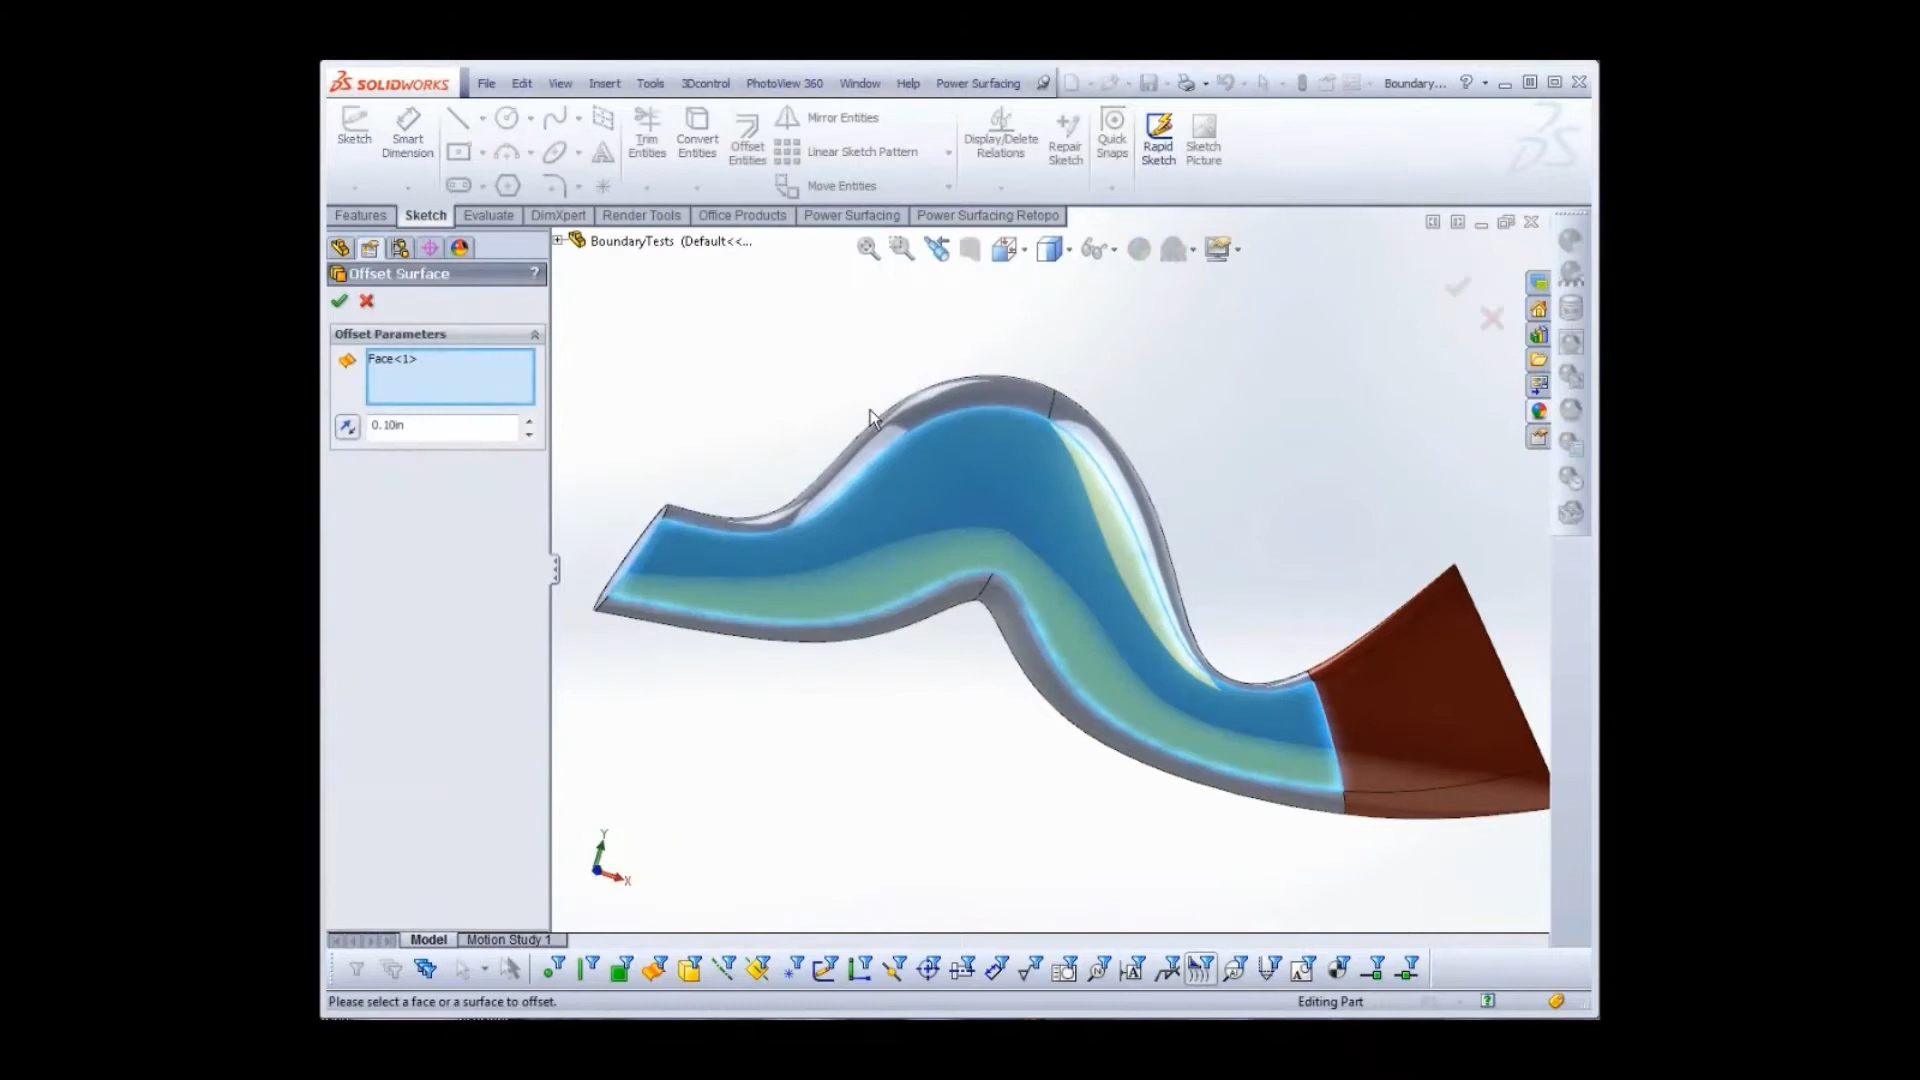 SOLIDWORKS File Edit View Insert Tools 3Dcontrol PhotoView 360 Window Help Power Surfacing Boundary... ?
Sketch Smart Dimension Trim Entities Convert Entities Offset Entities Mirror Entities Linear Sketch Pattern Move Entities Display/Delete Relations Repair Sketch Quick Snaps Rapid Sketch Sketch Picture
Features Sketch Evaluate DimXpert Render Tools Office Products Power Surfacing Power Surfacing Retopo
BoundaryTests (Default<<...
Offset Surface ?
Offset Parameters
Face<1>
0.10in
Y
X
Model Motion Study 1
Please select a face or a surface to offset. Editing Part ?